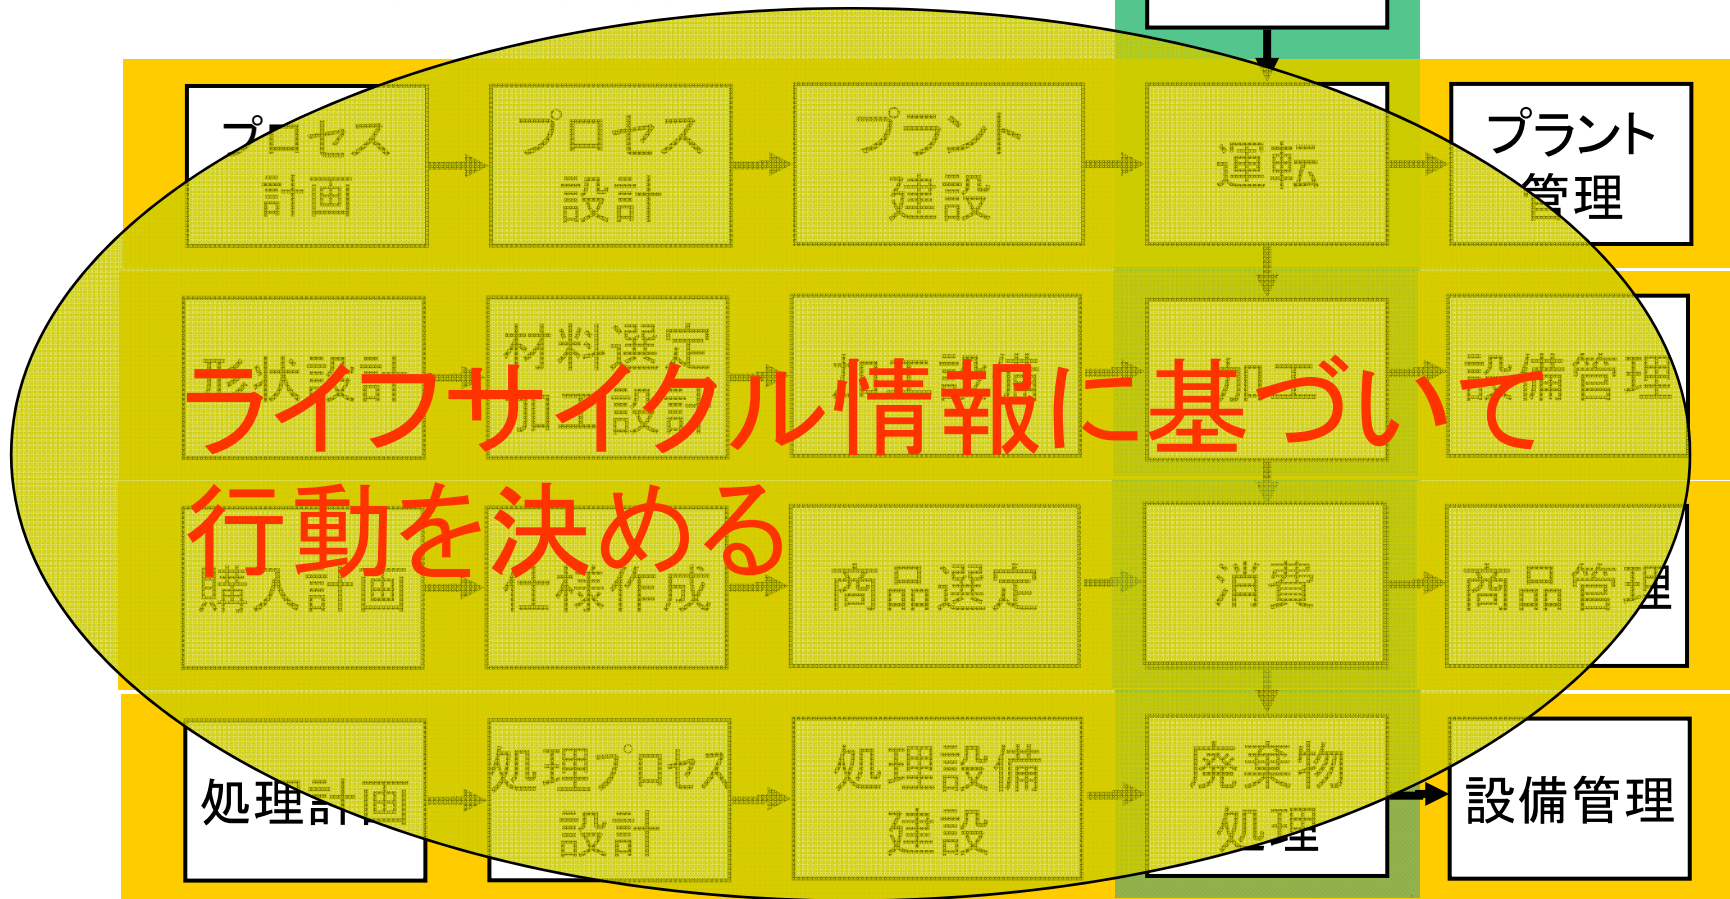 プロセス
計画
プロセス
設計
プラント
建設
運転
プラント
管理
形状設計
材料選定
加工設計
加工
設備管理
ライフサイクル情報に基づいて
行動を決める
購入計画
仕様作成
商品選定
消費
商品管理
処理計画
処理プロセス
設計
処理設備
建設
廃棄物
処理
設備管理